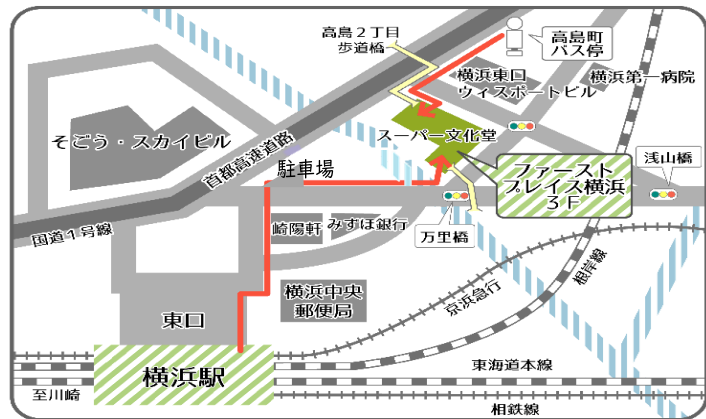 高島２丁目
歩道橋
高島町
バス停
横浜東口
ウィスポートビル
横浜第一病院
そごう・スカイビル
首都高速道路
スーパー文化堂
駐車場
ファースト
プレイス横浜
３Ｆ
浅山橋
国道１号線
崎陽軒
みずほ銀行
万里橋
横浜中央
郵便局
京浜急行
根岸線
東口
横浜駅
東海道本線
至川崎
相鉄線